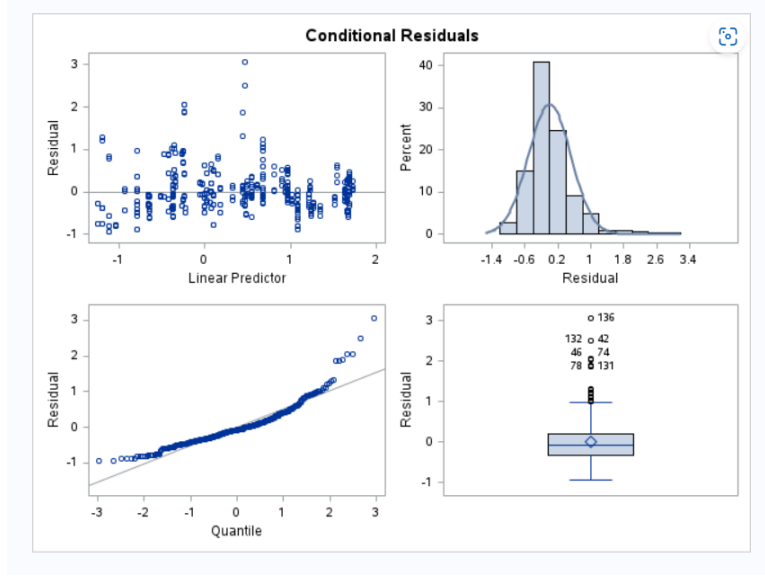 Conditional Residuals
3
2
1
0
-1
Residual
-1 0 1 2
Linear Predictor
40
30
20
10
0
Percent
-1.4 -0.6 0.2 1 1.8 2.6 3.4
Residual
3
2
1
0
-1
Residual
-3 -2 -1 0 1 2 3
Quantile
3
2
1
0
-1
Residual
136
132 42
46 74
78 131